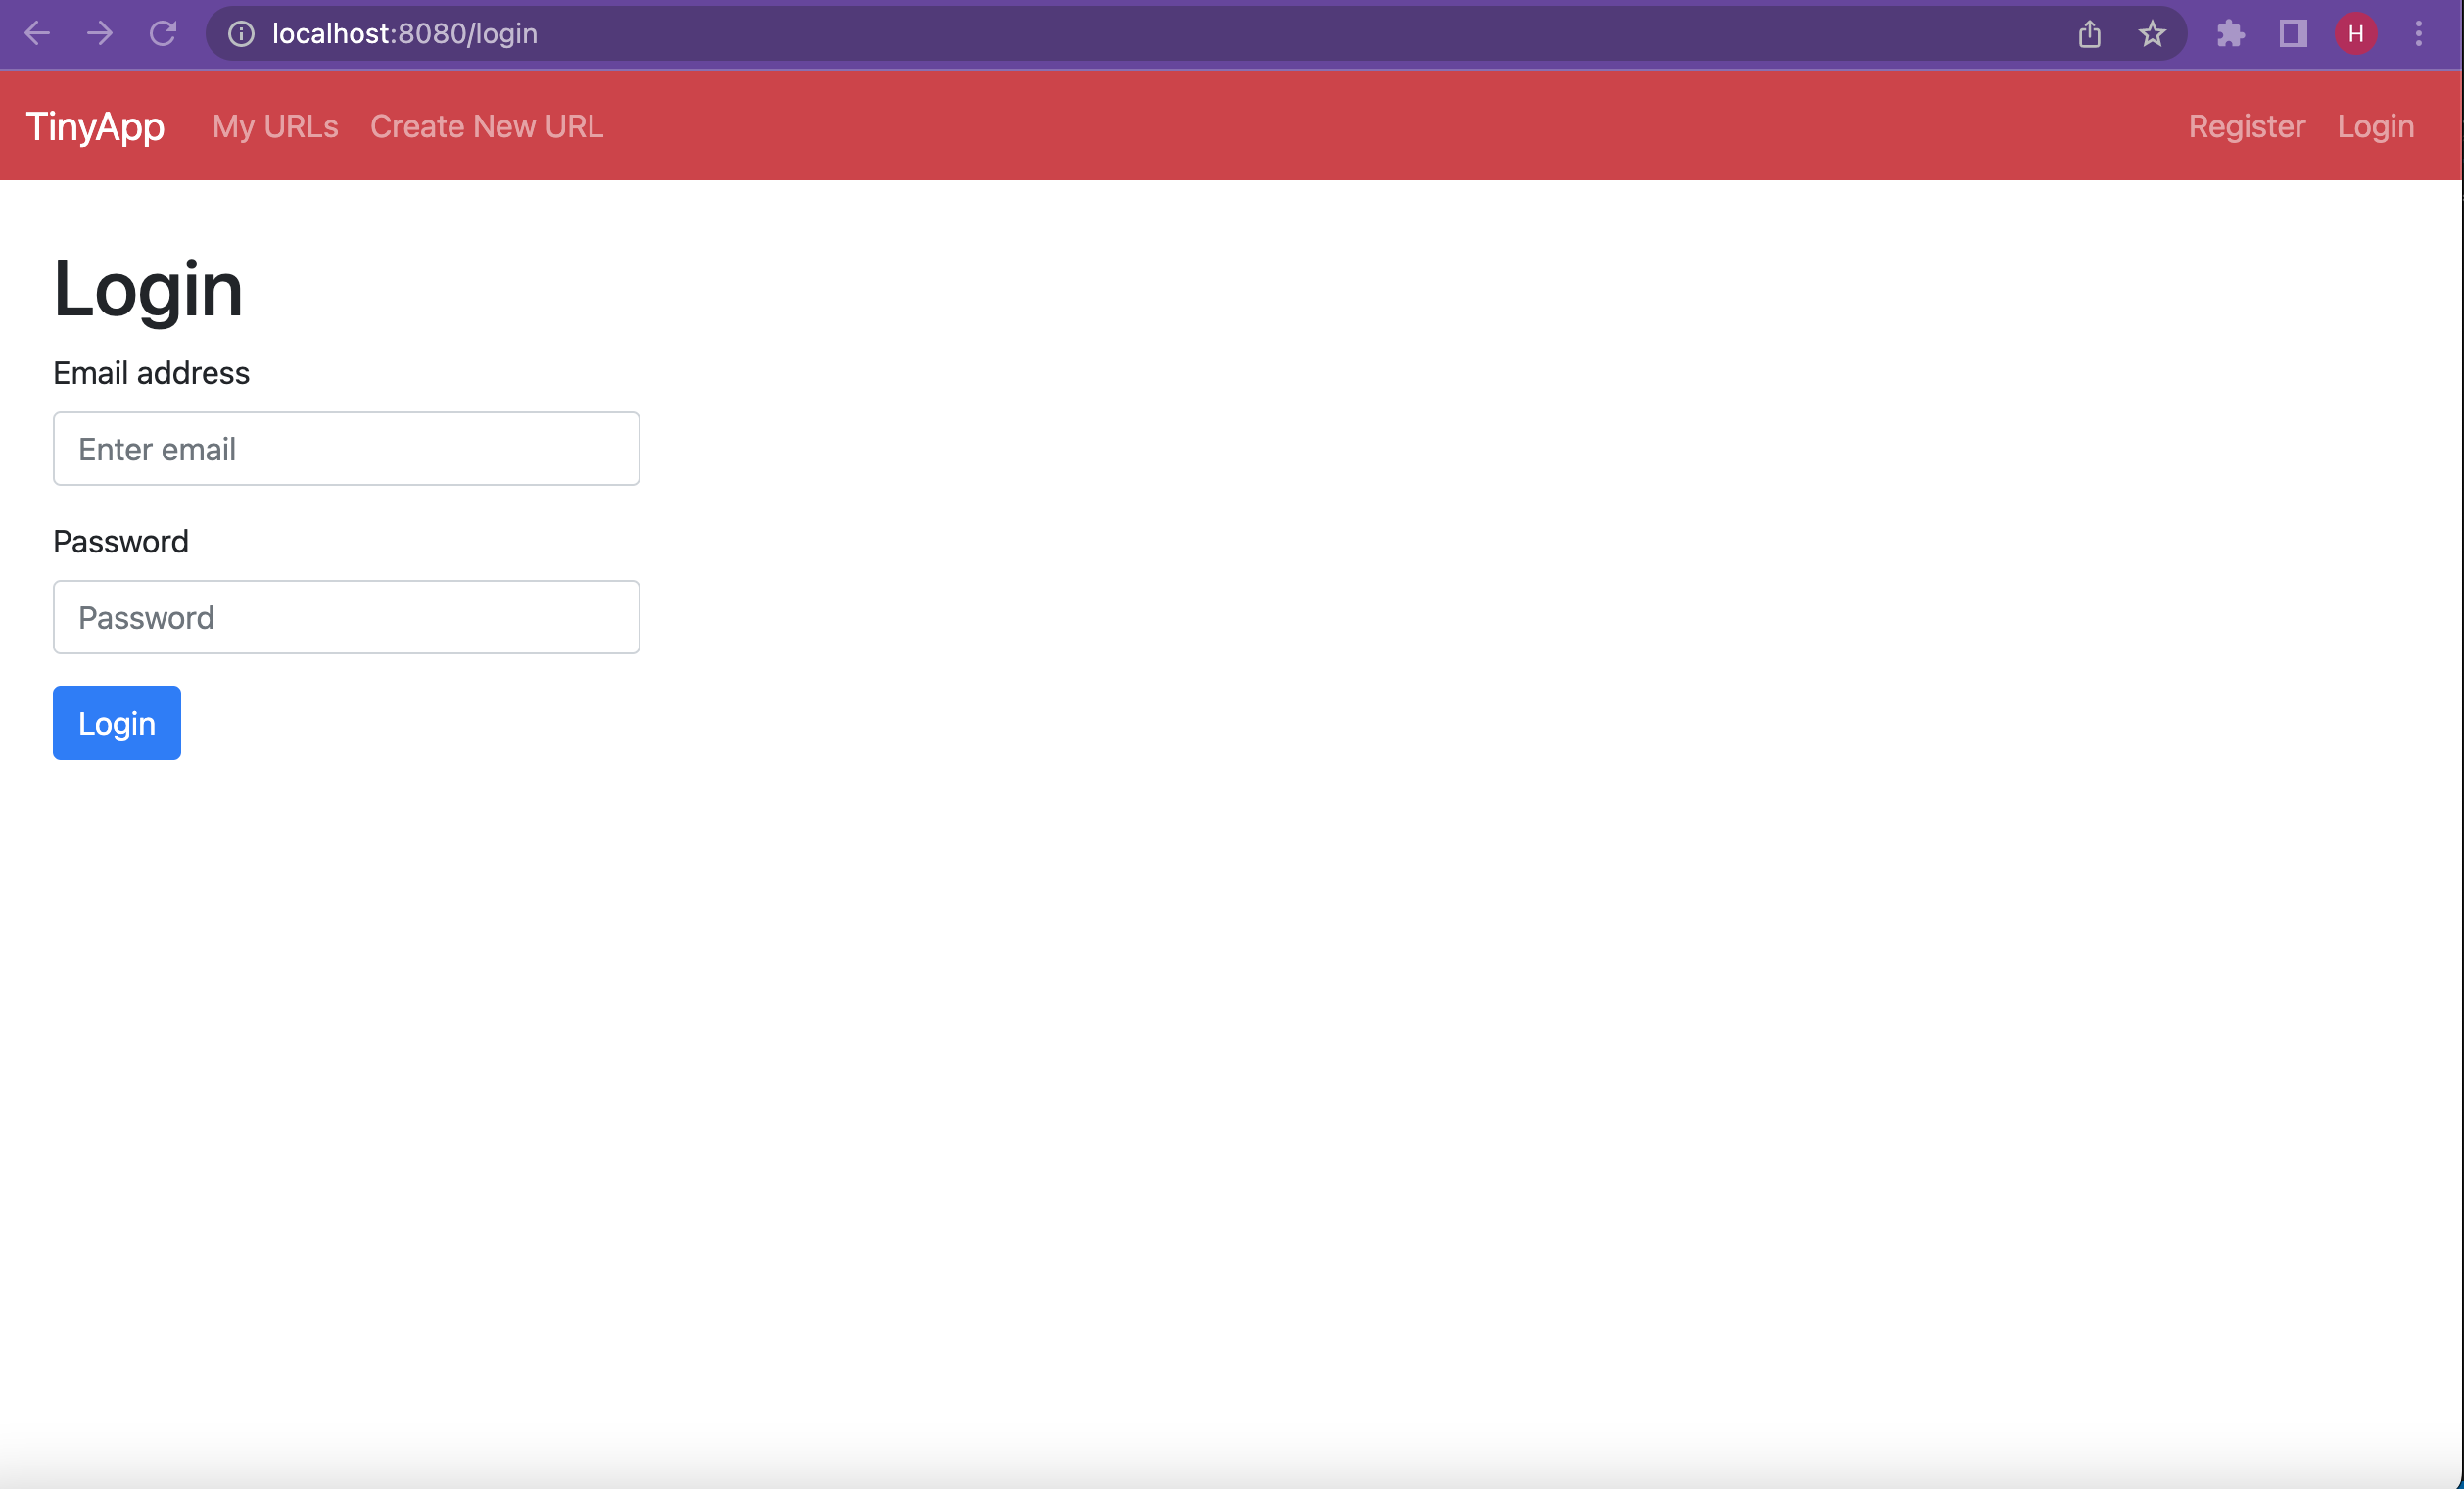 localhost:8080/login
H
TinyApp My URLs Create New URL Register Login
Login
Email address
Enter email
Password
Password
Login